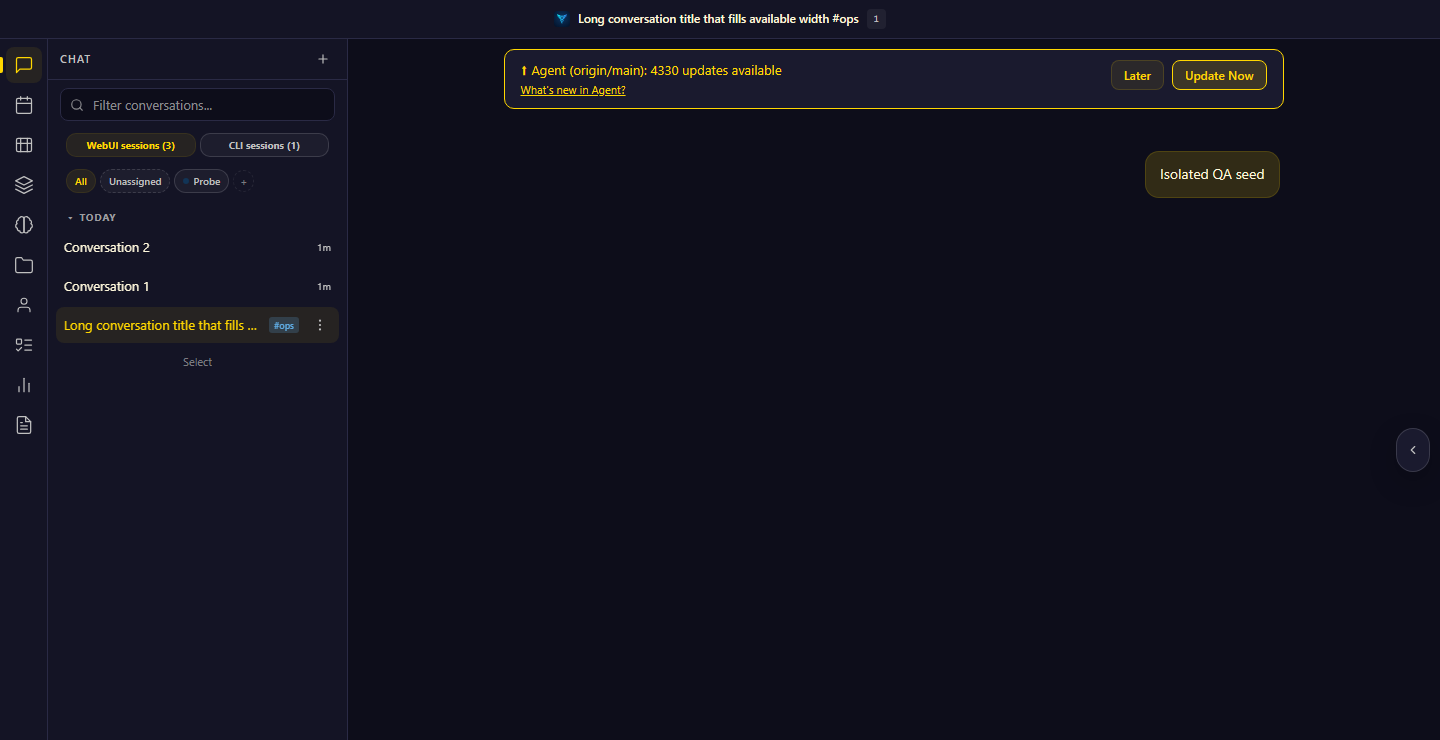 Long conversation title that fills available width #ops 1
CHAT
Filter conversations...
WebUI sessions (3) CLI sessions (1)
All Unassigned Probe +
TODAY
Conversation 2 1m
Conversation 1 1m
Long conversation title that fills ... #ops
Select
⬆ Agent (origin/main): 4330 updates available
What's new in Agent?
Later Update Now
Isolated QA seed